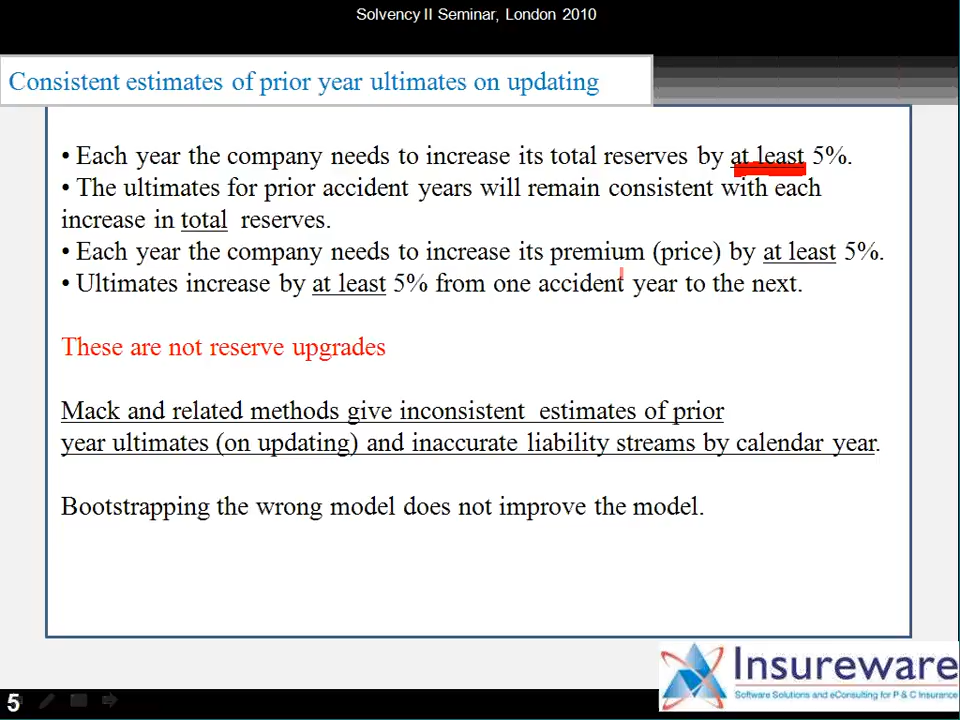 Solvency II Seminar, London 2010
Consistent estimates of prior year ultimates on updating
• Each year the company needs to increase its total reserves by at least 5%.
• The ultimates for prior accident years will remain consistent with each
increase in total reserves.
• Each year the company needs to increase its premium (price) by at least 5%.
• Ultimates increase by at least 5% from one accident year to the next.
These are not reserve upgrades
Mack and related methods give inconsistent estimates of prior
year ultimates (on updating) and inaccurate liability streams by calendar year.
Bootstrapping the wrong model does not improve the model.
Insureware
Software Solutions and eConsulting for P & C Insurance
5